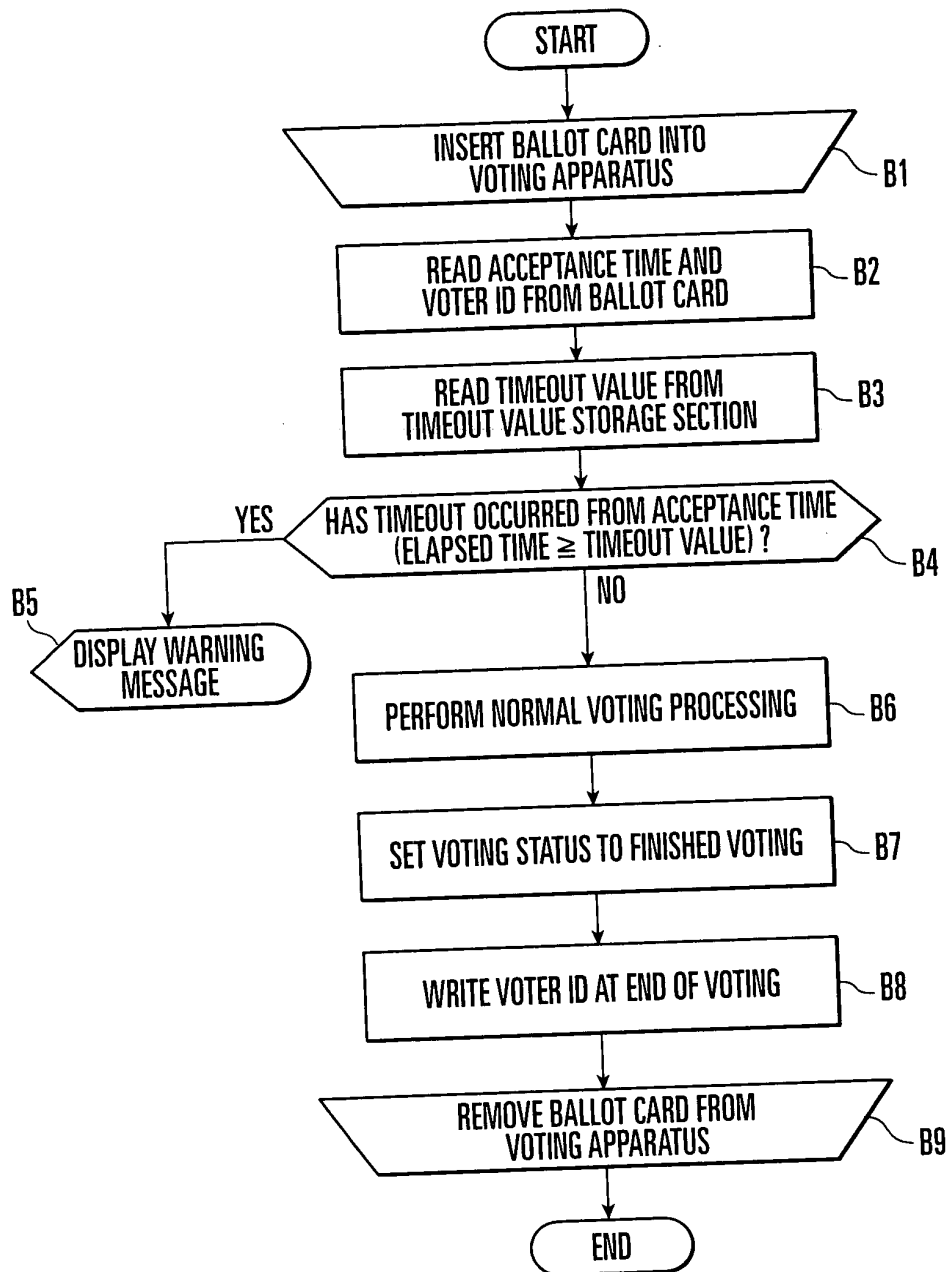 START
INSERT BALLOT CARD INTO
VOTING APPARATUS
B1
READ ACCEPTANCE TIME AND
VOTER ID FROM BALLOT CARD
B2
READ TIMEOUT VALUE FROM
TIMEOUT VALUE STORAGE SECTION
B3
YES
HAS TIMEOUT OCCURRED FROM ACCEPTANCE TIME
(ELAPSED TIME ≧ TIMEOUT VALUE) ?
B4
NO
B5
DISPLAY WARNING
MESSAGE
PERFORM NORMAL VOTING PROCESSING
B6
SET VOTING STATUS TO FINISHED VOTING
B7
WRITE VOTER ID AT END OF VOTING
B8
REMOVE BALLOT CARD FROM
VOTING APPARATUS
B9
END